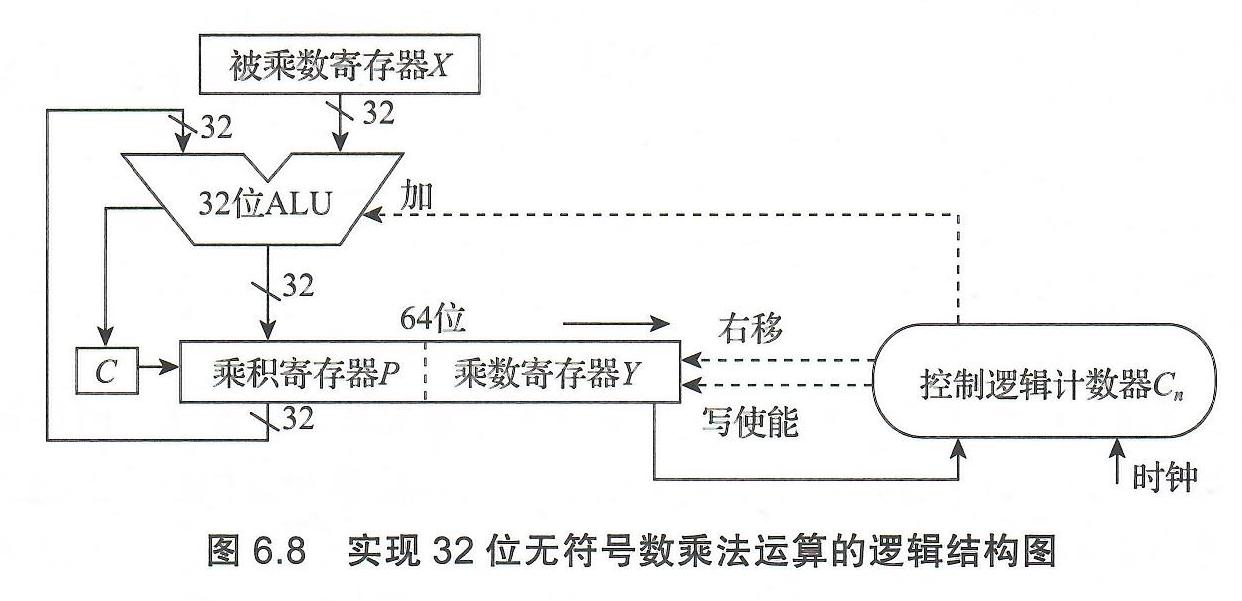 被乘数寄存器X
32
32
32位ALU
加
32
64位
右移
C
乘积寄存器P
乘数寄存器Y
控制逻辑计数器Cn
32
写使能
时钟
图 6.8 实现 32 位无符号数乘法运算的逻辑结构图